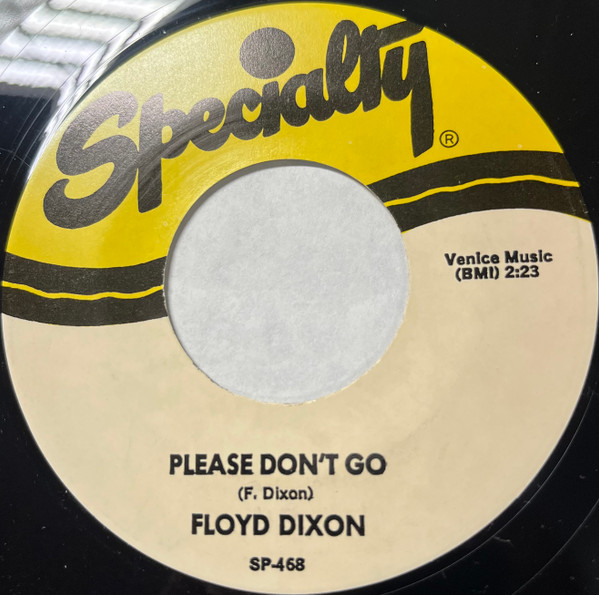 Specialty
®
Venice Music
(BMI) 2:23
PLEASE DON'T GO
(F. Dixon)
FLOYD DIXON
SP-468